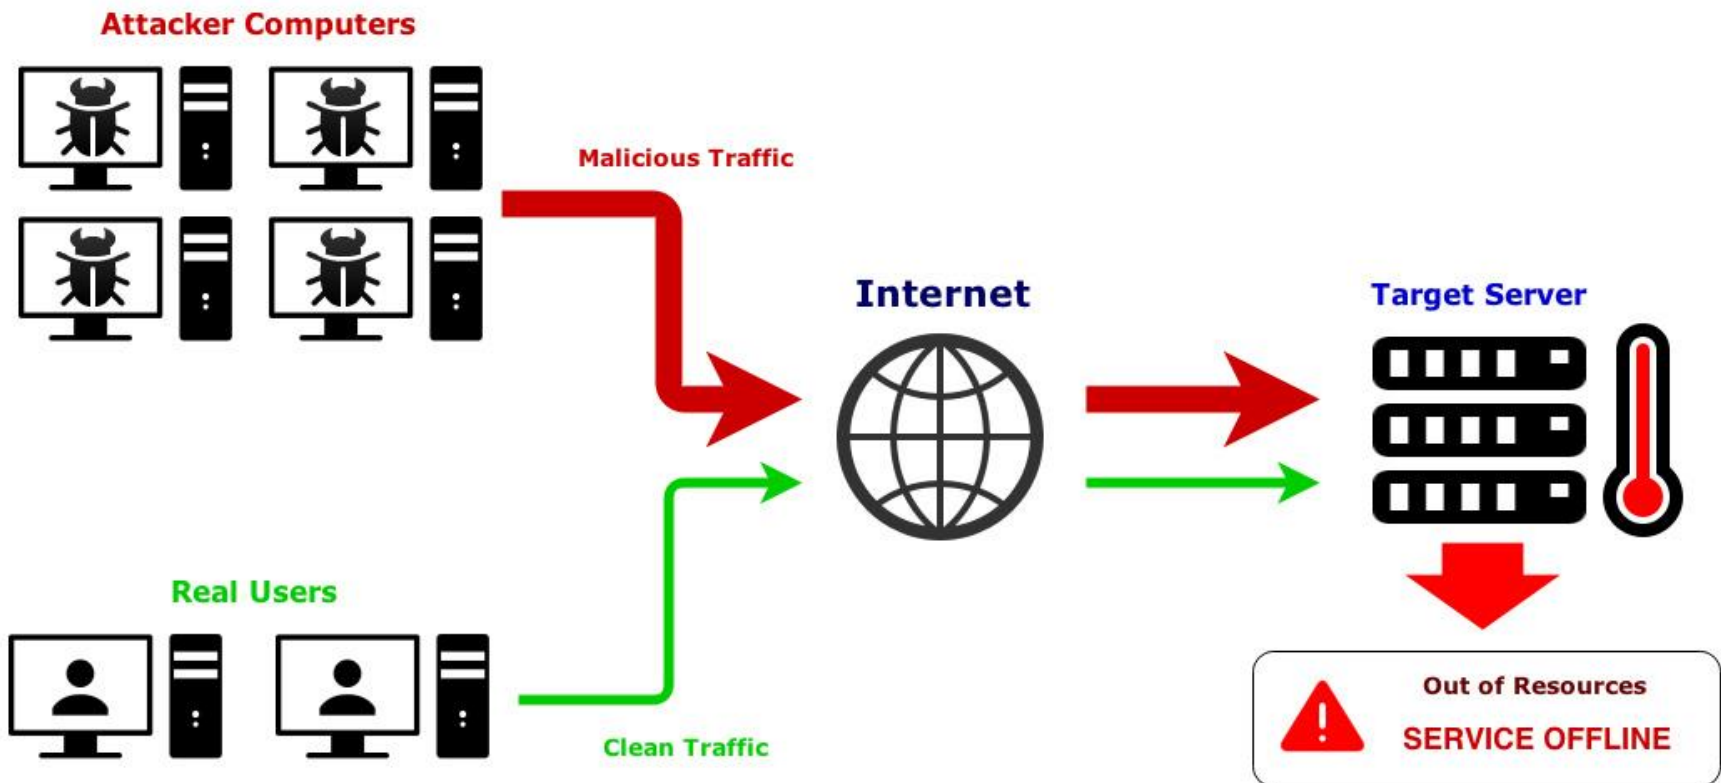 Attacker Computers
Malicious Traffic
Internet
Target Server
Real Users
Clean Traffic
Out of Resources
SERVICE OFFLINE